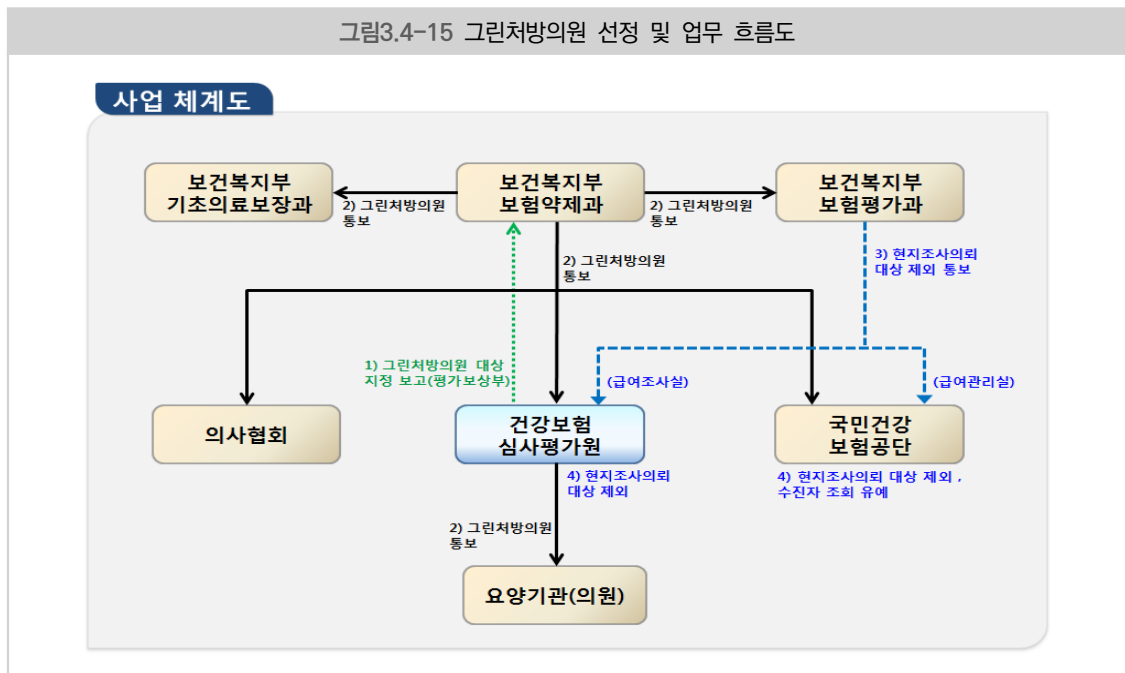 그림3.4-15 그린처방의원 선정 및 업무 흐름도
사업 체계도
보건복지부
기초의료보장과
보건복지부
보험약제과
보건복지부
보험평가과
2) 그린처방의원
통보
2) 그린처방의원
통보
2) 그린처방의원
통보
3) 현지조사의뢰
대상 제외 통보
1) 그린처방의원 대상
지정 보고(평가보상부)
(급여조사실)
(급여관리실)
의사협회
건강보험
심사평가원
국민건강
보험공단
4) 현지조사의뢰
대상 제외
4) 현지조사의뢰 대상 제외 ,
수진자 조회 유예
2) 그린처방의원
통보
요양기관(의원)